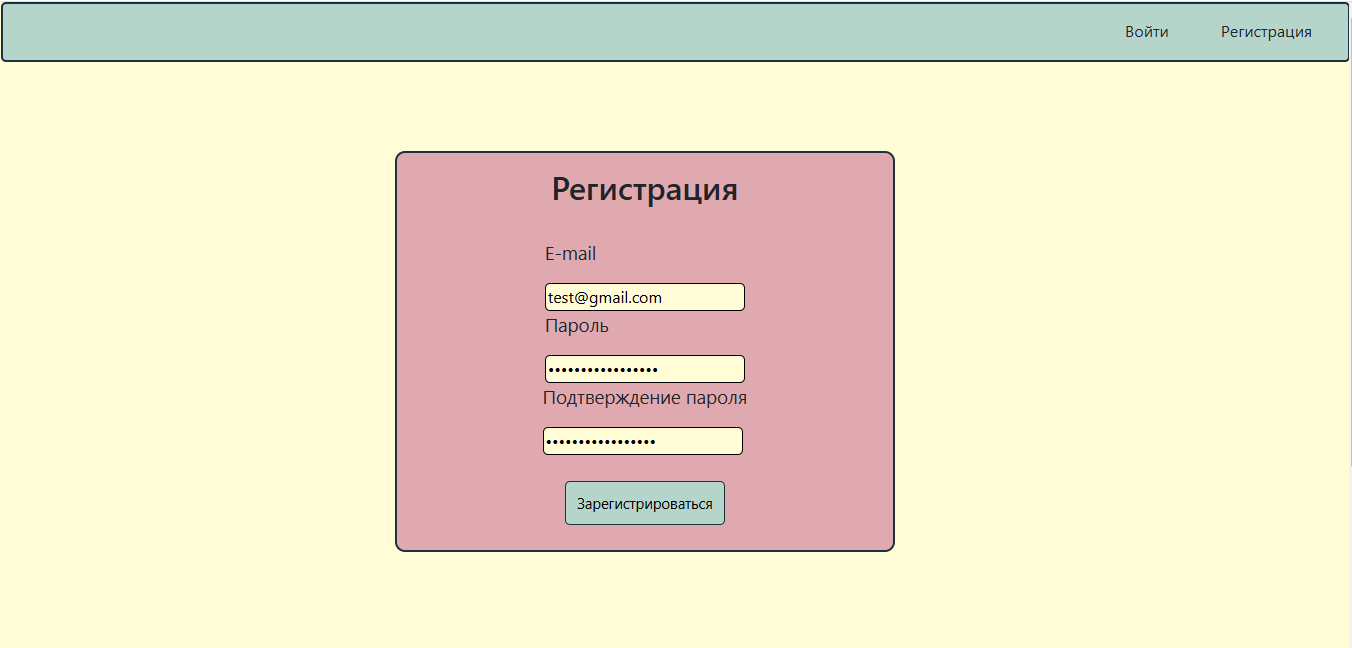 Войти Регистрация
Регистрация
E-mail
test@gmail.com
Пароль
•••••••••••••••••
Подтверждение пароля
•••••••••••••••••
Зарегистрироваться